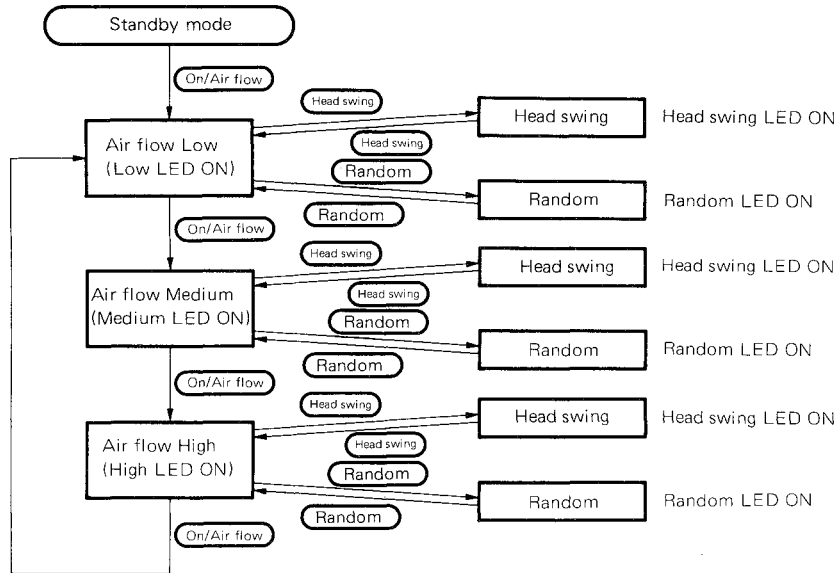 Standby mode
On/Air flow
Head swing
Head swing
Head swing LED ON
Air flow Low
(Low LED ON)
Head swing
Random
Random
Random LED ON
Random
On/Air flow
Head swing
Head swing
Head swing LED ON
Air flow Medium
(Medium LED ON)
Head swing
Random
Random
Random LED ON
Random
On/Air flow
Head swing
Head swing
Head swing LED ON
Air flow High
(High LED ON)
Head swing
Random
Random
Random LED ON
Random
On/Air flow